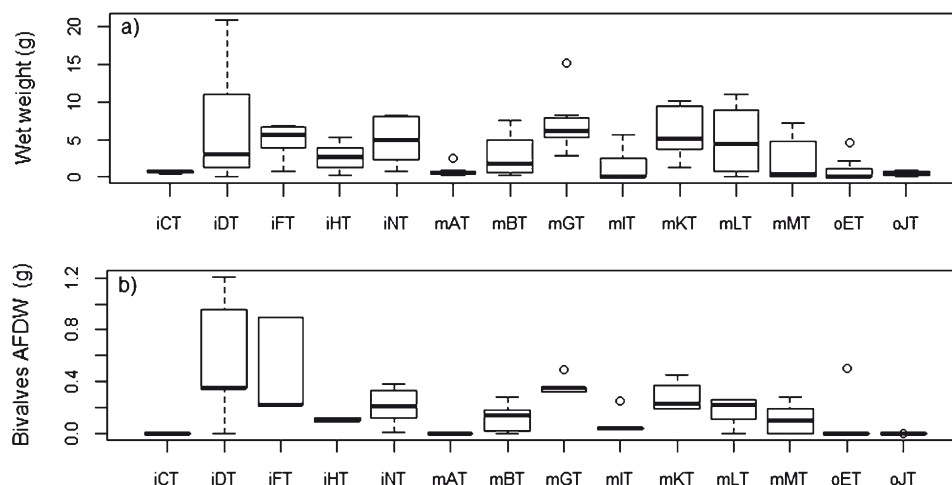 a)
Wet weight (g)
20
15
10
5
0
iCT iDT iFT iHT iNT mAT mBT mGT mIT mKT mLT mMT oET oJT
b)
Bivalves AFDW (g)
1.2
0.8
0.4
0.0
iCT iDT iFT iHT iNT mAT mBT mGT mIT mKT mLT mMT oET oJT